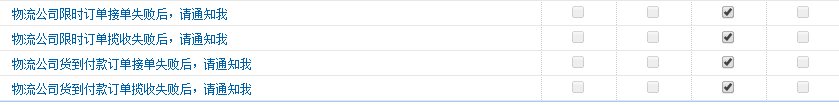 物流公司限时订单接单失败后，请通知我
物流公司限时订单揽收失败后，请通知我
物流公司货到付款订单接单失败后，请通知我
物流公司货到付款订单揽收失败后，请通知我